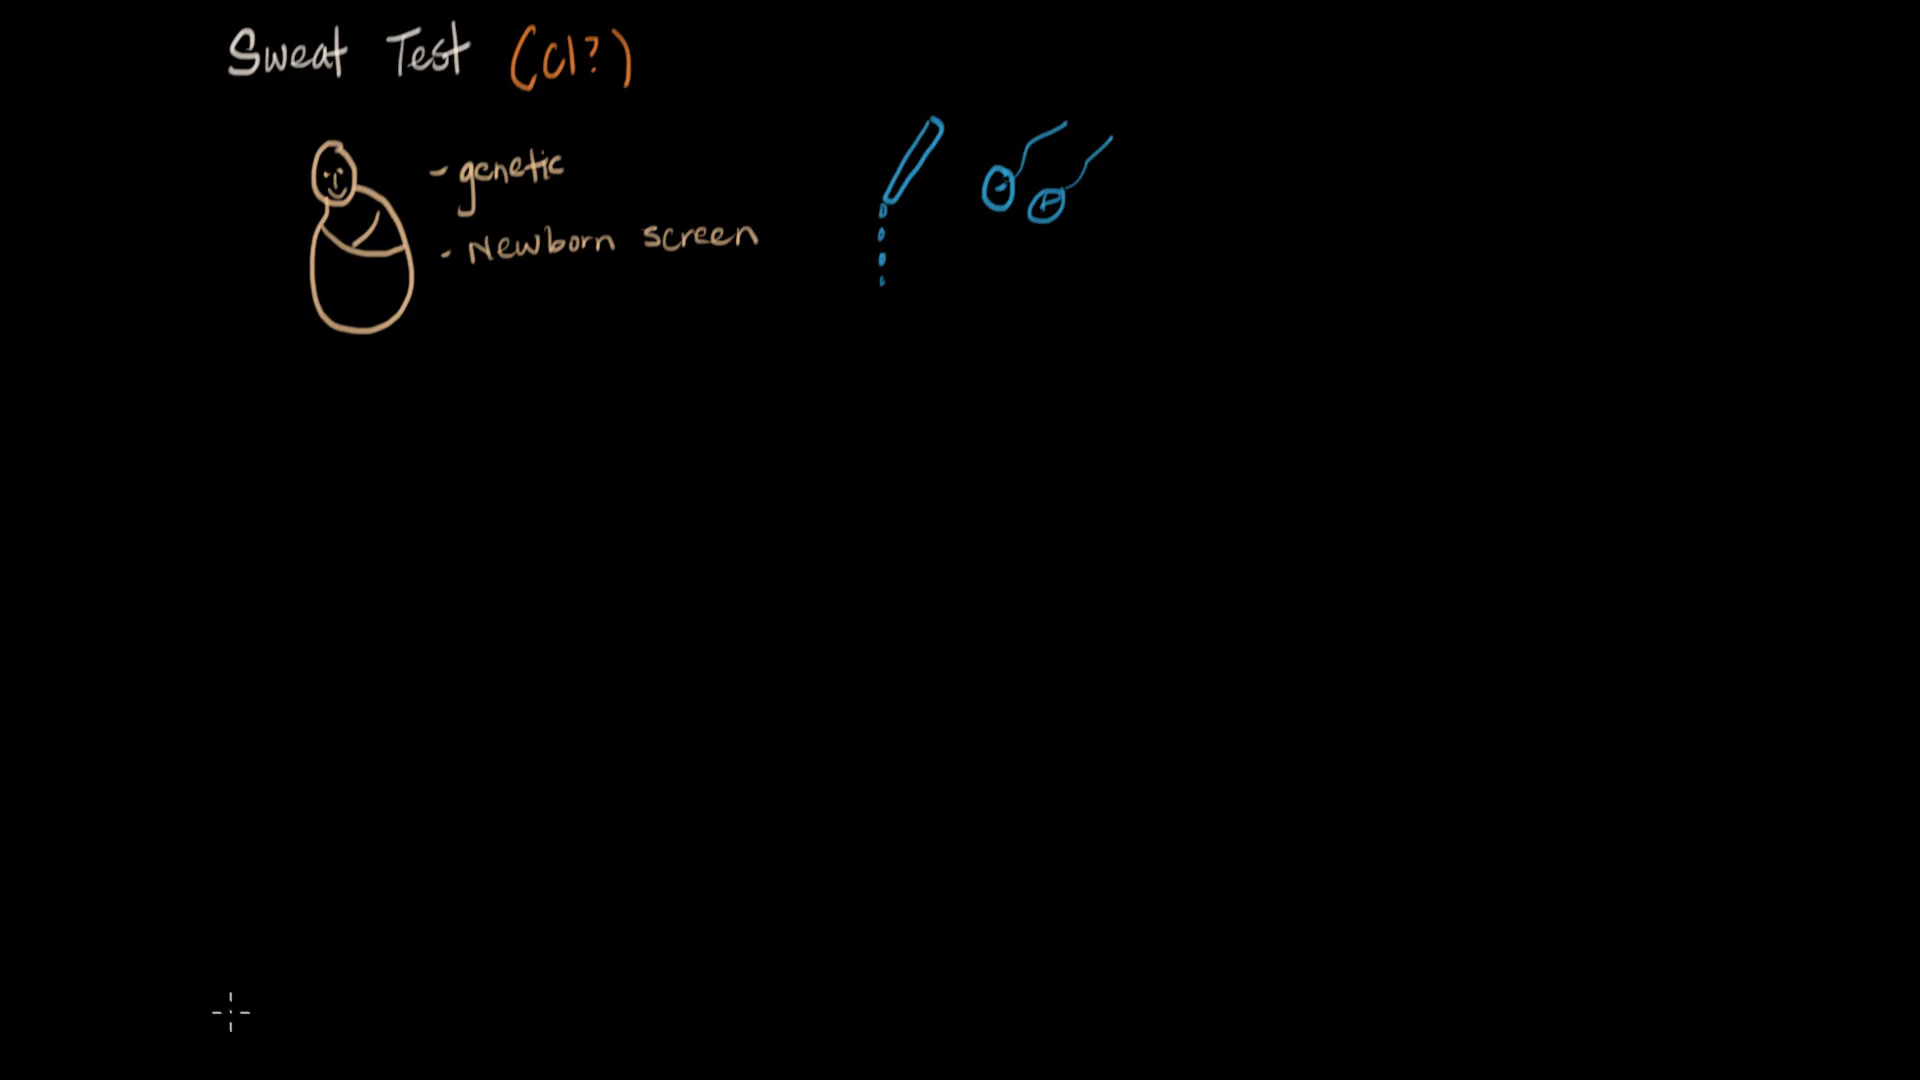 Sweat Test (Cl?)
- genetic
- Newborn screen
- +